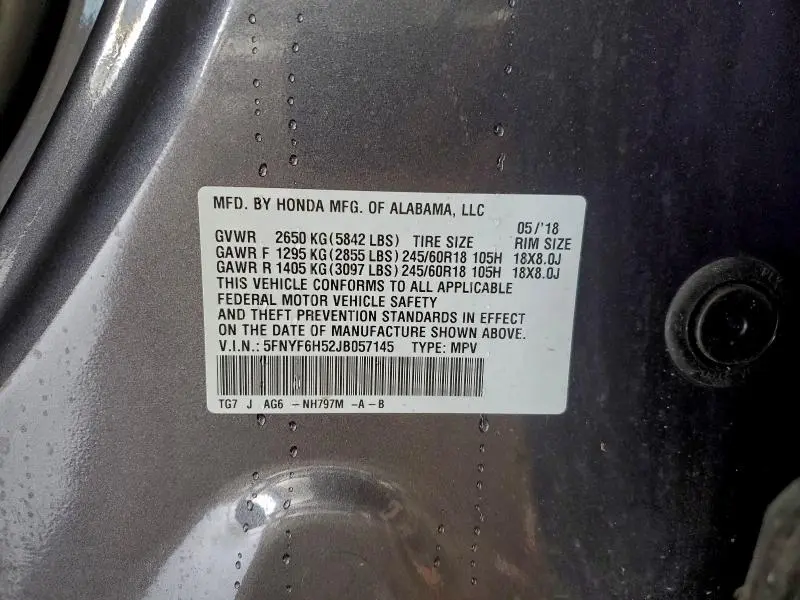 MFD. BY HONDA MFG. OF ALABAMA, LLC
05/'18
GVWR 2650 KG(5842 LBS) TIRE SIZE RIM SIZE
GAWR F 1295 KG(2855 LBS)245/60R18 105H 18X8.0J
GAWR R 1405 KG(3097 LBS)245/60R18 105H 18X8.0J
THIS VEHICLE CONFORMS TO ALL APPLICABLE
FEDERAL MOTOR VEHICLE SAFETY
AND THEFT PREVENTION STANDARDS IN EFFECT
ON THE DATE OF MANUFACTURE SHOWN ABOVE.
V.I.N.: 5FNYF6H52JB057145 TYPE: MPV
TG7 J AG6 -NH797M -A-B